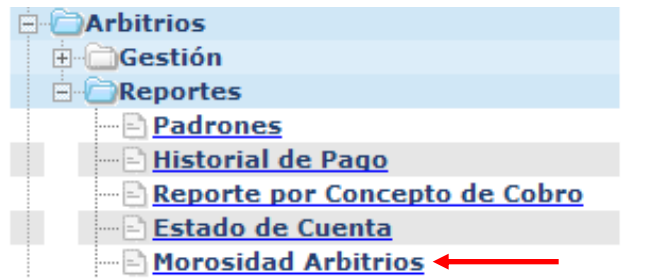 Arbitrios
Gestión
Reportes
Padrones
Historial de Pago
Reporte por Concepto de Cobro
Estado de Cuenta
Morosidad Arbitrios